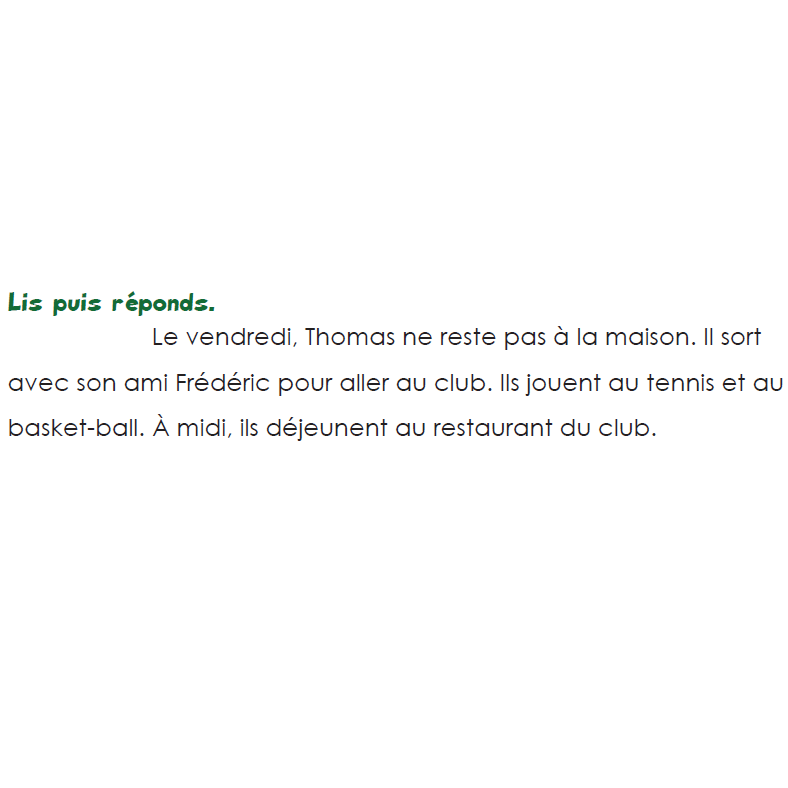 Lis puis réponds.
Le vendredi, Thomas ne reste pas à la maison. Il sort
avec son ami Frédéric pour aller au club. Ils jouent au tennis et au
basket-ball. À midi, ils déjeunent au restaurant du club.